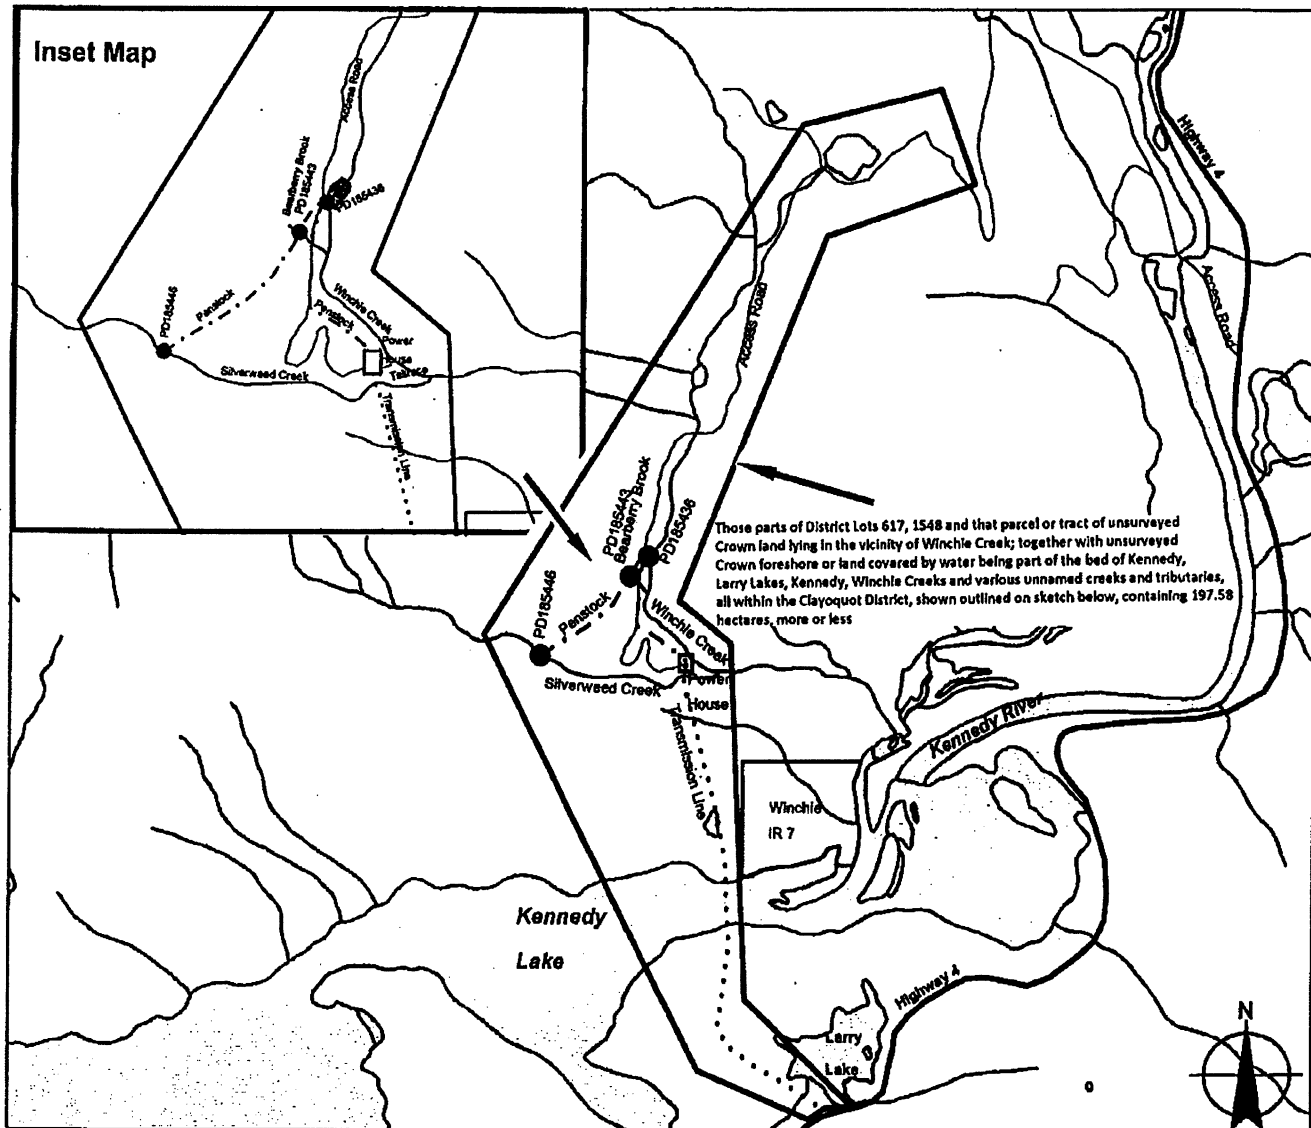 Inset Map
Access Road
Bearberry Brook
PD185443
PD185436
PD185446
Penstock
Winchie Creek
Penstock
Power
House
Tailrace
Silverweed Creek
Transmission Line
Highway 4
Access Road
Access Road
PD185443
Bearberry Brook
PD185436
Those parts of District Lots 617, 1548 and that parcel or tract of unsurveyed
Crown land lying in the vicinity of Winchie Creek; together with unsurveyed
Crown foreshore or land covered by water being part of the bed of Kennedy,
Larry Lakes, Kennedy, Winchie Creeks and various unnamed creeks and tributaries,
all within the Clayoquot District, shown outlined on sketch below, containing 197.58
hectares, more or less
PD185446
Penstock
Winchie Creek
Silverweed Creek
Power
House
Transmission Line
Kennedy River
Winchie
IR 7
Kennedy
Lake
Highway 4
Larry
Lake
N